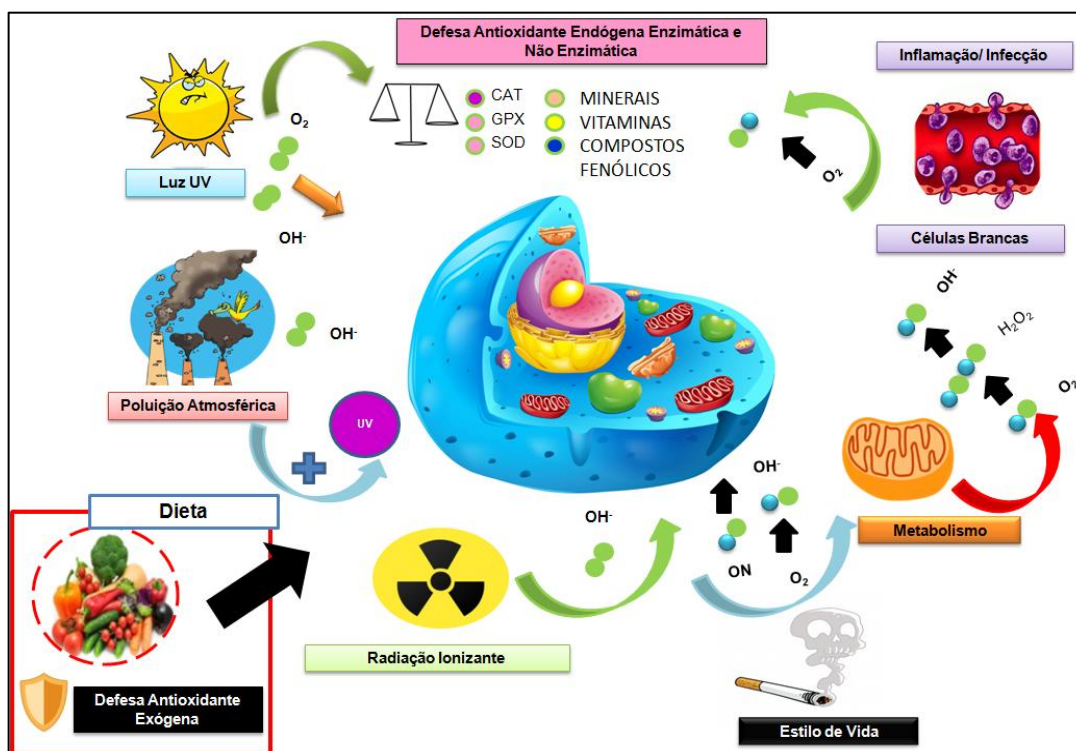 Defesa Antioxidante Endógena Enzimática e
Não Enzimática
CAT
GPX
SOD
MINERAIS
VITAMINAS
COMPOSTOS
FENÓLICOS
Inflamação/ Infecção
O₂
Células Brancas
O₂
Luz UV
OH-
OH-
Poluição Atmosférica
UV
OH-
H₂O₂
O₂
Metabolismo
Dieta
Defesa Antioxidante
Exógena
OH-
Radiação Ionizante
OH-
ON
O₂
Estilo de Vida